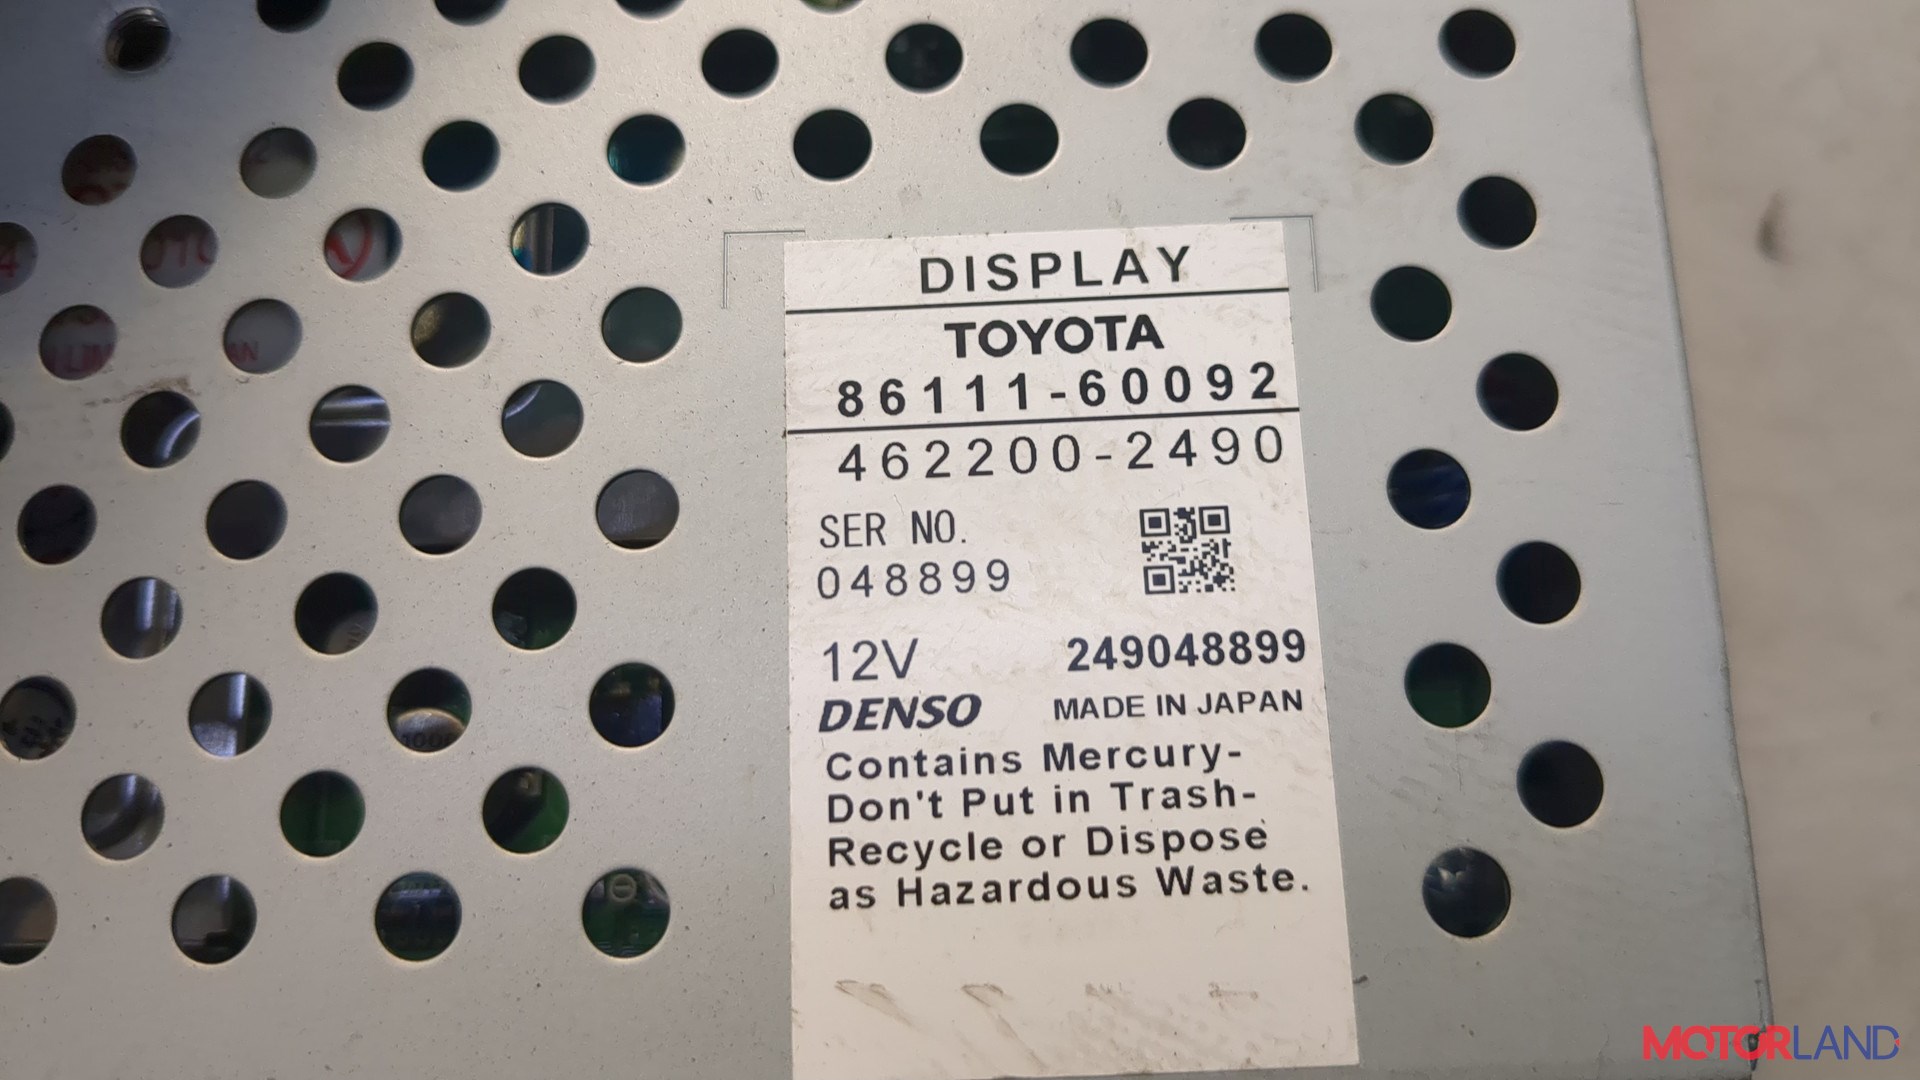 DISPLAY
TOYOTA
86111-60092
462200-2490
SER NO.
048899
12V 249048899
DENSO MADE IN JAPAN
Contains Mercury-
Don't Put in Trash-
Recycle or Dispose
as Hazardous Waste.
MOTORLAND